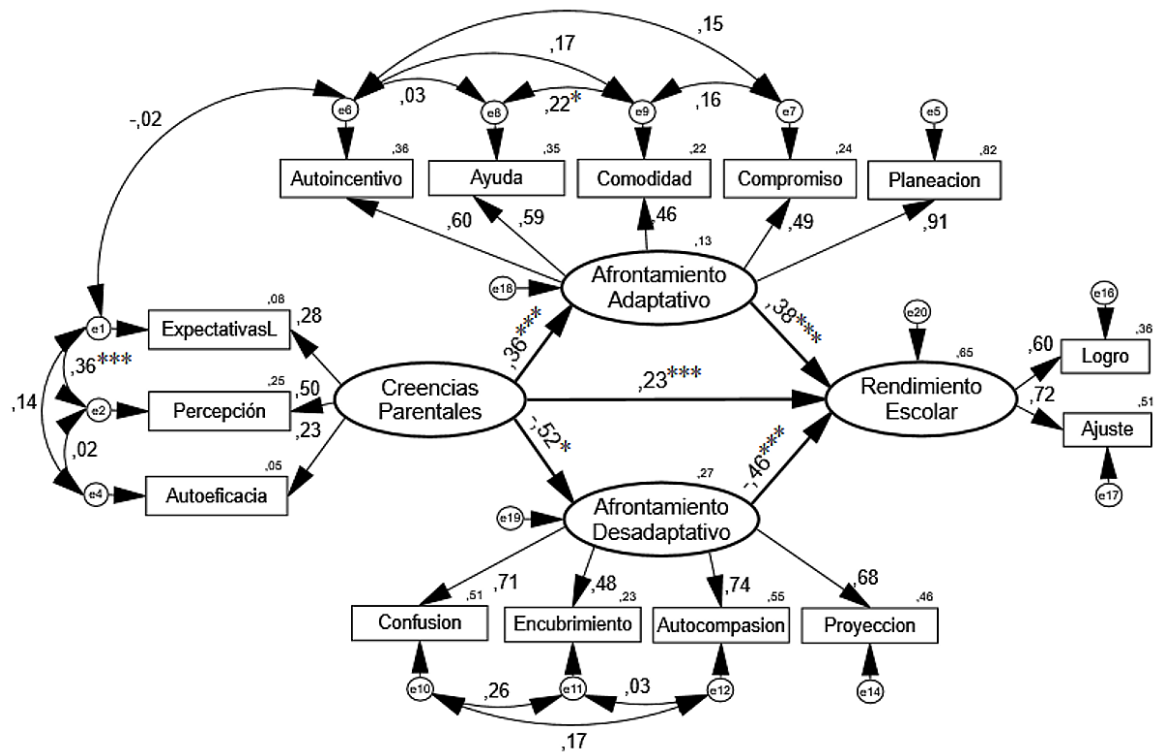 ,15
,17
-,02
,03
,22*
,16
e6
e8
e9
e7
e5
,36
,35
,22
,24
,82
Autoincentivo
Ayuda
Comodidad
Compromiso
Planeacion
,60
,59
,46
,49
,91
,13
Afrontamiento
Adaptativo
e18
e1
,08
ExpectativasL
,28
,36***
,38***
e20
e16
,36
,60
Logro
,14
e2
,25
Percepción
,50
Creencias
Parentales
,36***
,23***
,65
Rendimiento
Escolar
,72
,51
Ajuste
e17
,02
,23
e4
,05
Autoeficacia
-,52*
-,46***
,27
e19
Afrontamiento
Desadaptativo
,71
,48
,74
,68
,51
,23
,55
,46
Confusion
Encubrimiento
Autocompasion
Proyeccion
e10
e11
e12
e14
,26
,03
,17